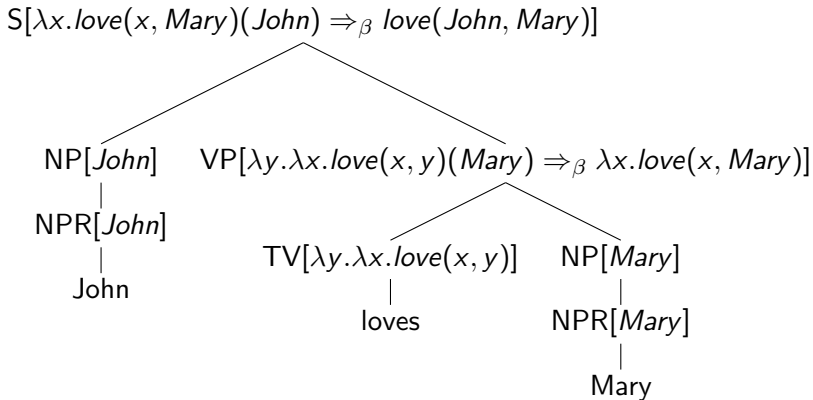 S[λx.love(x, Mary)(John) ⇒β love(John, Mary)]
NP[John] VP[λy.λx.love(x, y)(Mary) ⇒β λx.love(x, Mary)]
NPR[John]
TV[λy.λx.love(x, y)] NP[Mary]
John
loves NPR[Mary]
Mary